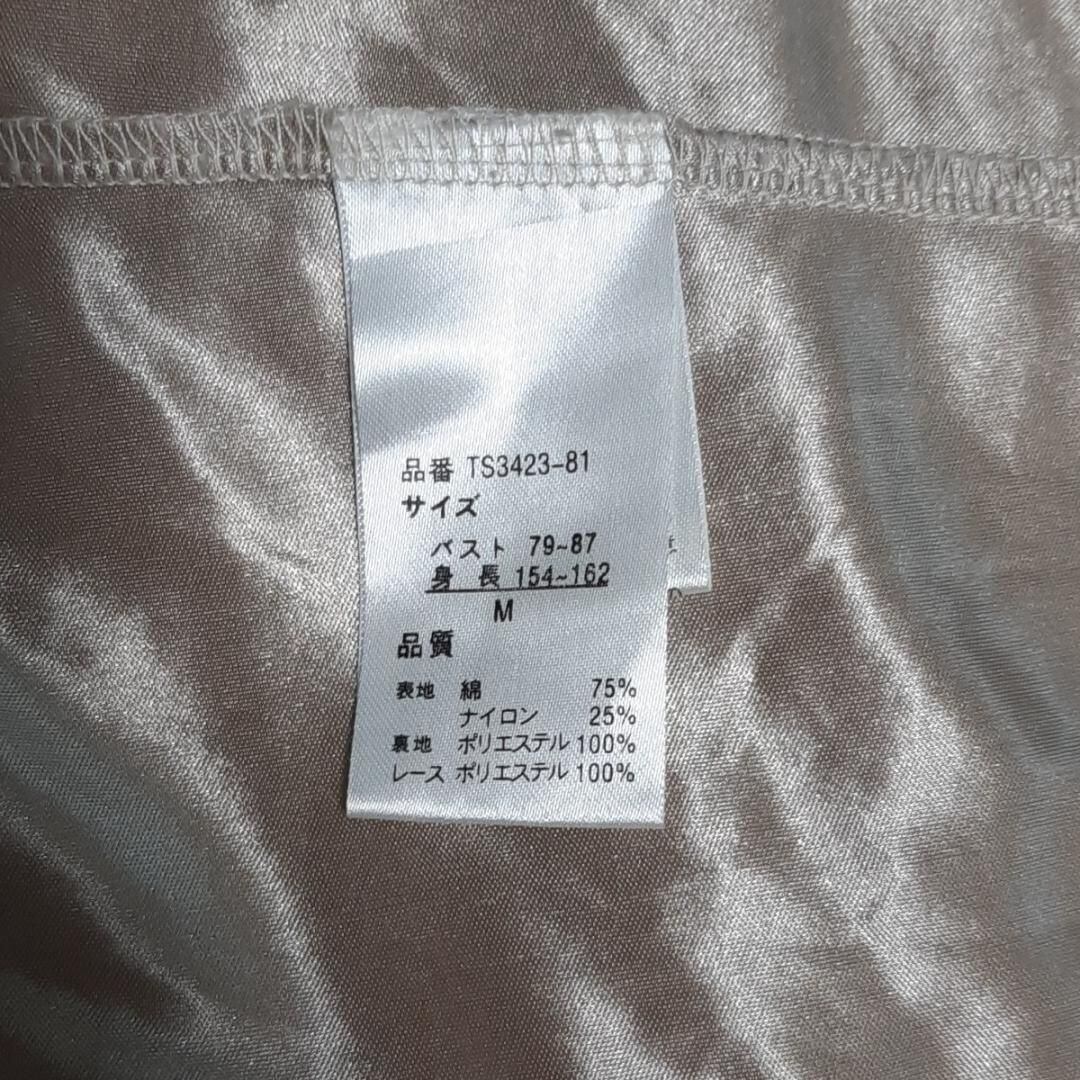 品番 TS3423-81
サイズ
バスト 79~87
身長 154~162
M
品質
表地 綿 75%
ナイロン 25%
裏地 ポリエステル 100%
レース ポリエステル 100%